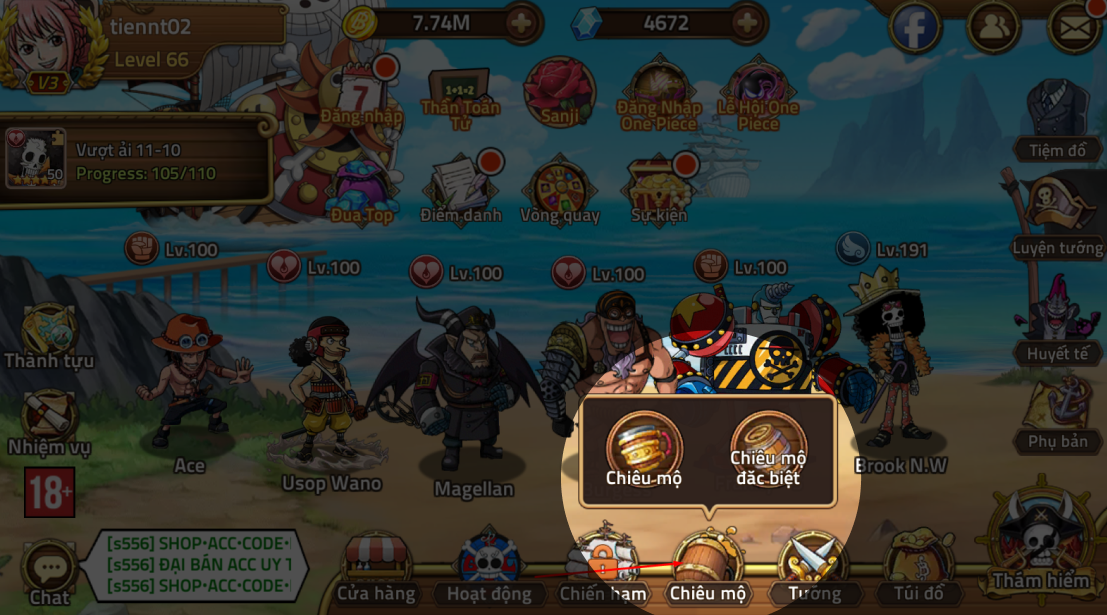 tiennt02
7.74M
4672
Level 66
V3
7
1+1=2
Đăng nhập
Thần Toán
Tử
Sanji
Đăng Nhập
One Piece
Lễ Hội One
Piece
Tiệm đồ
50
Vượt ải 11-10
Progress: 105/110
Đua Top
Điểm danh
Vòng quay
Sự kiện
Luyện tướng
Lv.100
Lv.100
Lv.100
Lv.100
Lv.100
Lv.191
Thành tựu
Huyết tế
Nhiệm vụ
Phụ bản
18+
Ace
Usop Wano
Magellan
Brook N.W
Chiêu mộ
Chiêu mộ
đăc biệt
[s556] SHOP•ACC•CODE•
[s556] ĐẠI BÁN ACC UY T
[s556] SHOP•ACC•CODE•
Chat
Cửa hàng
Hoạt động
Chiến hạm
Chiêu mộ
Tướng
Túi đồ
Thám hiểm